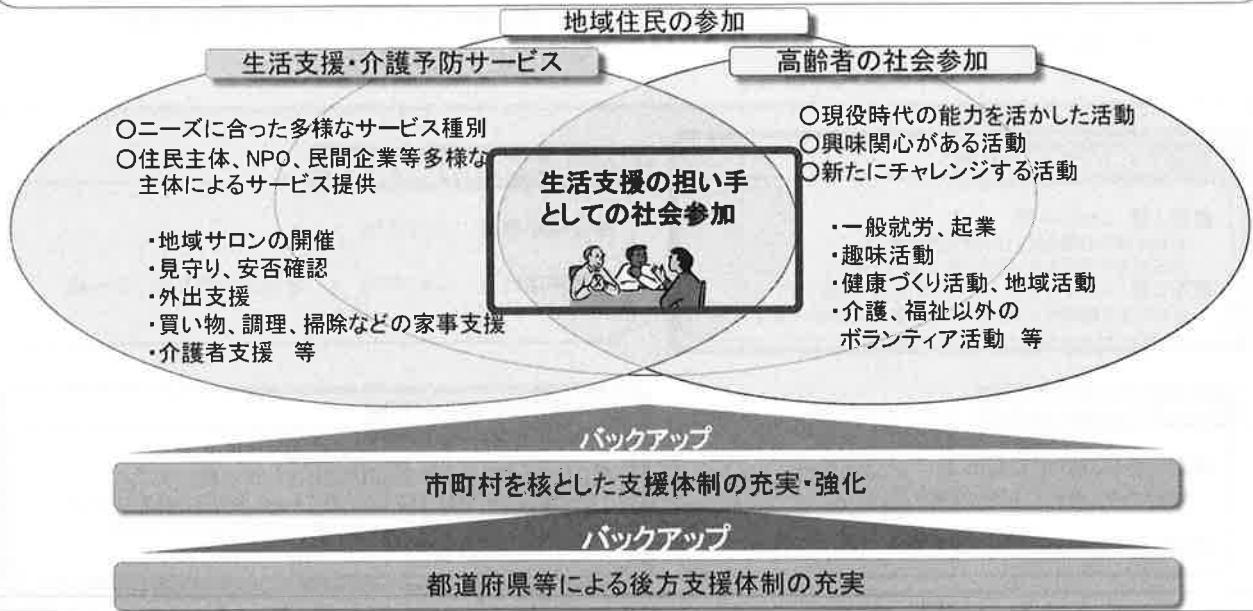 地域住民の参加
生活支援・介護予防サービス
高齢者の社会参加
○ニーズに合った多様なサービス種別
○住民主体、NPO、民間企業等多様な
主体によるサービス提供
・地域サロンの開催
・見守り、安否確認
・外出支援
・買い物、調理、掃除などの家事支援
・介護者支援 等
生活支援の担い手
としての社会参加
○現役時代の能力を活かした活動
○興味関心がある活動
○新たにチャレンジする活動
・一般就労、起業
・趣味活動
・健康づくり活動、地域活動
・介護、福祉以外の
ボランティア活動 等
バックアップ
市町村を核とした支援体制の充実・強化
バックアップ
都道府県等による後方支援体制の充実